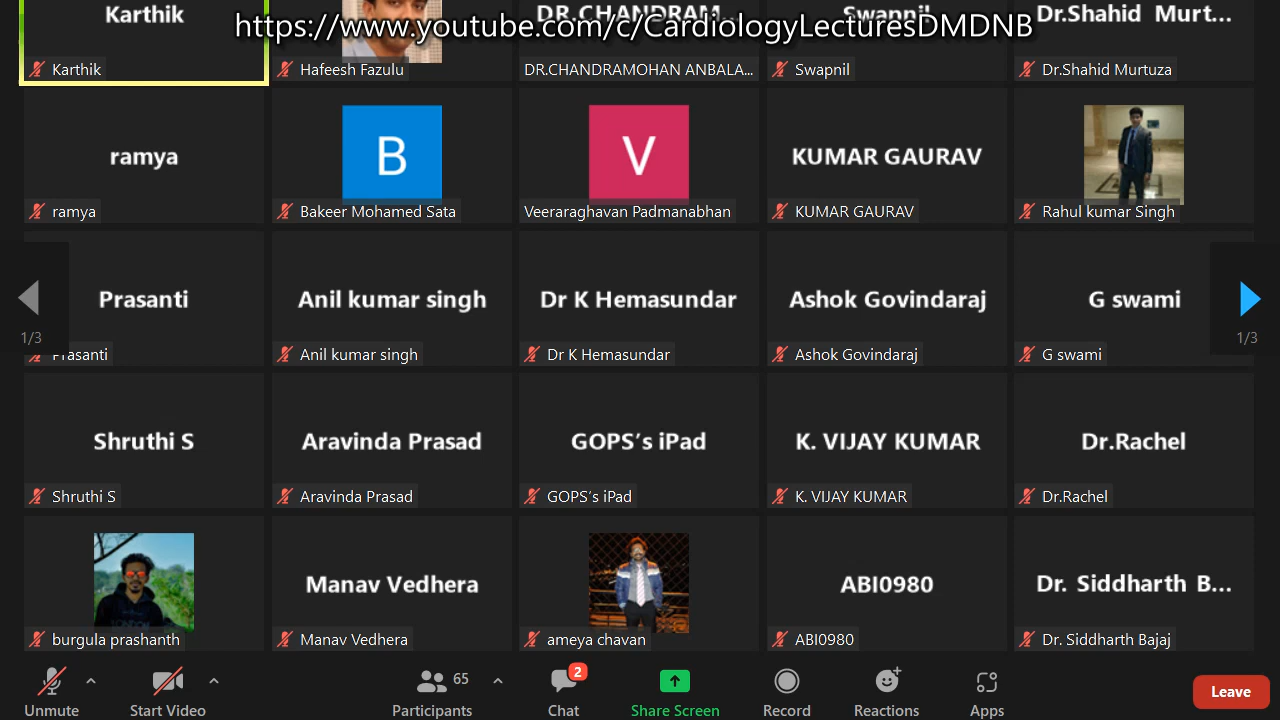 Karthik
DR.CHANDRAM...
Swapnil
Dr.Shahid Murt...
https://www.youtube.com/c/CardiologyLecturesDMDNB
Karthik
Hafeesh Fazulu
DR.CHANDRAMOHAN ANBALA...
Swapnil
Dr.Shahid Murtuza
ramya
B
V
KUMAR GAURAV
ramya
Bakeer Mohamed Sata
Veeraraghavan Padmanabhan
KUMAR GAURAV
Rahul kumar Singh
Prasanti
Anil kumar singh
Dr K Hemasundar
Ashok Govindaraj
G swami
1/3
1/3
Prasanti
Anil kumar singh
Dr K Hemasundar
Ashok Govindaraj
G swami
Shruthi S
Aravinda Prasad
GOPS's iPad
K. VIJAY KUMAR
Dr.Rachel
Shruthi S
Aravinda Prasad
GOPS's iPad
K. VIJAY KUMAR
Dr.Rachel
Manav Vedhera
ABI0980
Dr. Siddharth B...
burgula prashanth
Manav Vedhera
ameya chavan
ABI0980
Dr. Siddharth Bajaj
65
2
Unmute
Start Video
Participants
Chat
Share Screen
Record
Reactions
Apps
Leave